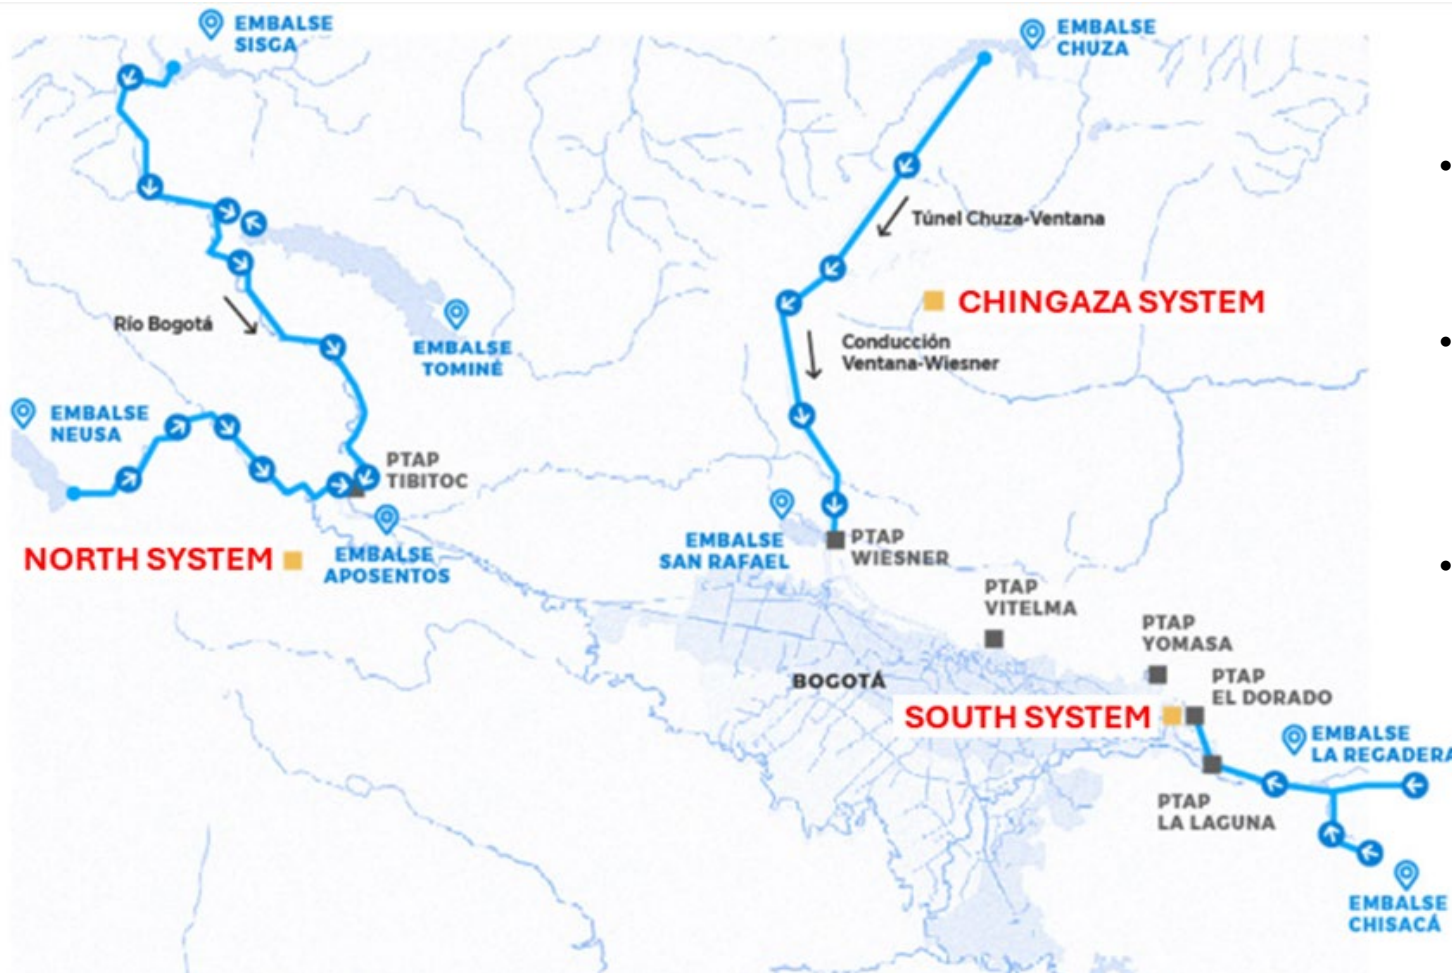 EMBALSE
SISGA
EMBALSE
CHUZA
Túnel Chuza-Ventana
CHINGAZA SYSTEM
Río Bogotá
EMBALSE
TOMINÉ
Conducción
Ventana-Wiesner
EMBALSE
NEUSA
PTAP
TIBITOC
NORTH SYSTEM
EMBALSE
APOSENTOS
EMBALSE
SAN RAFAEL
PTAP
WIESNER
PTAP
VITELMA
PTAP
YOMASA
BOGOTÁ
PTAP
EL DORADO
SOUTH SYSTEM
EMBALSE
LA REGADERA
PTAP
LA LAGUNA
EMBALSE
CHISACÁ